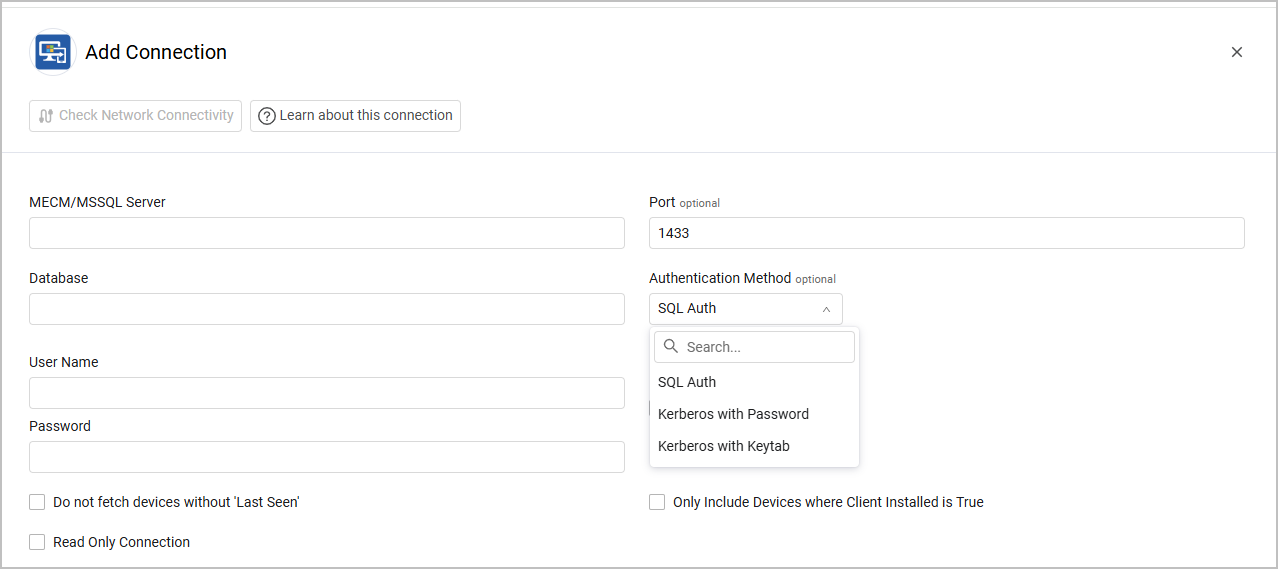 Add Connection
Check Network Connectivity
Learn about this connection
MECM/MSSQL Server
Port optional
1433
Database
Authentication Method optional
SQL Auth
Search...
SQL Auth
Kerberos with Password
Kerberos with Keytab
User Name
Password
Do not fetch devices without 'Last Seen'
Only Include Devices where Client Installed is True
Read Only Connection